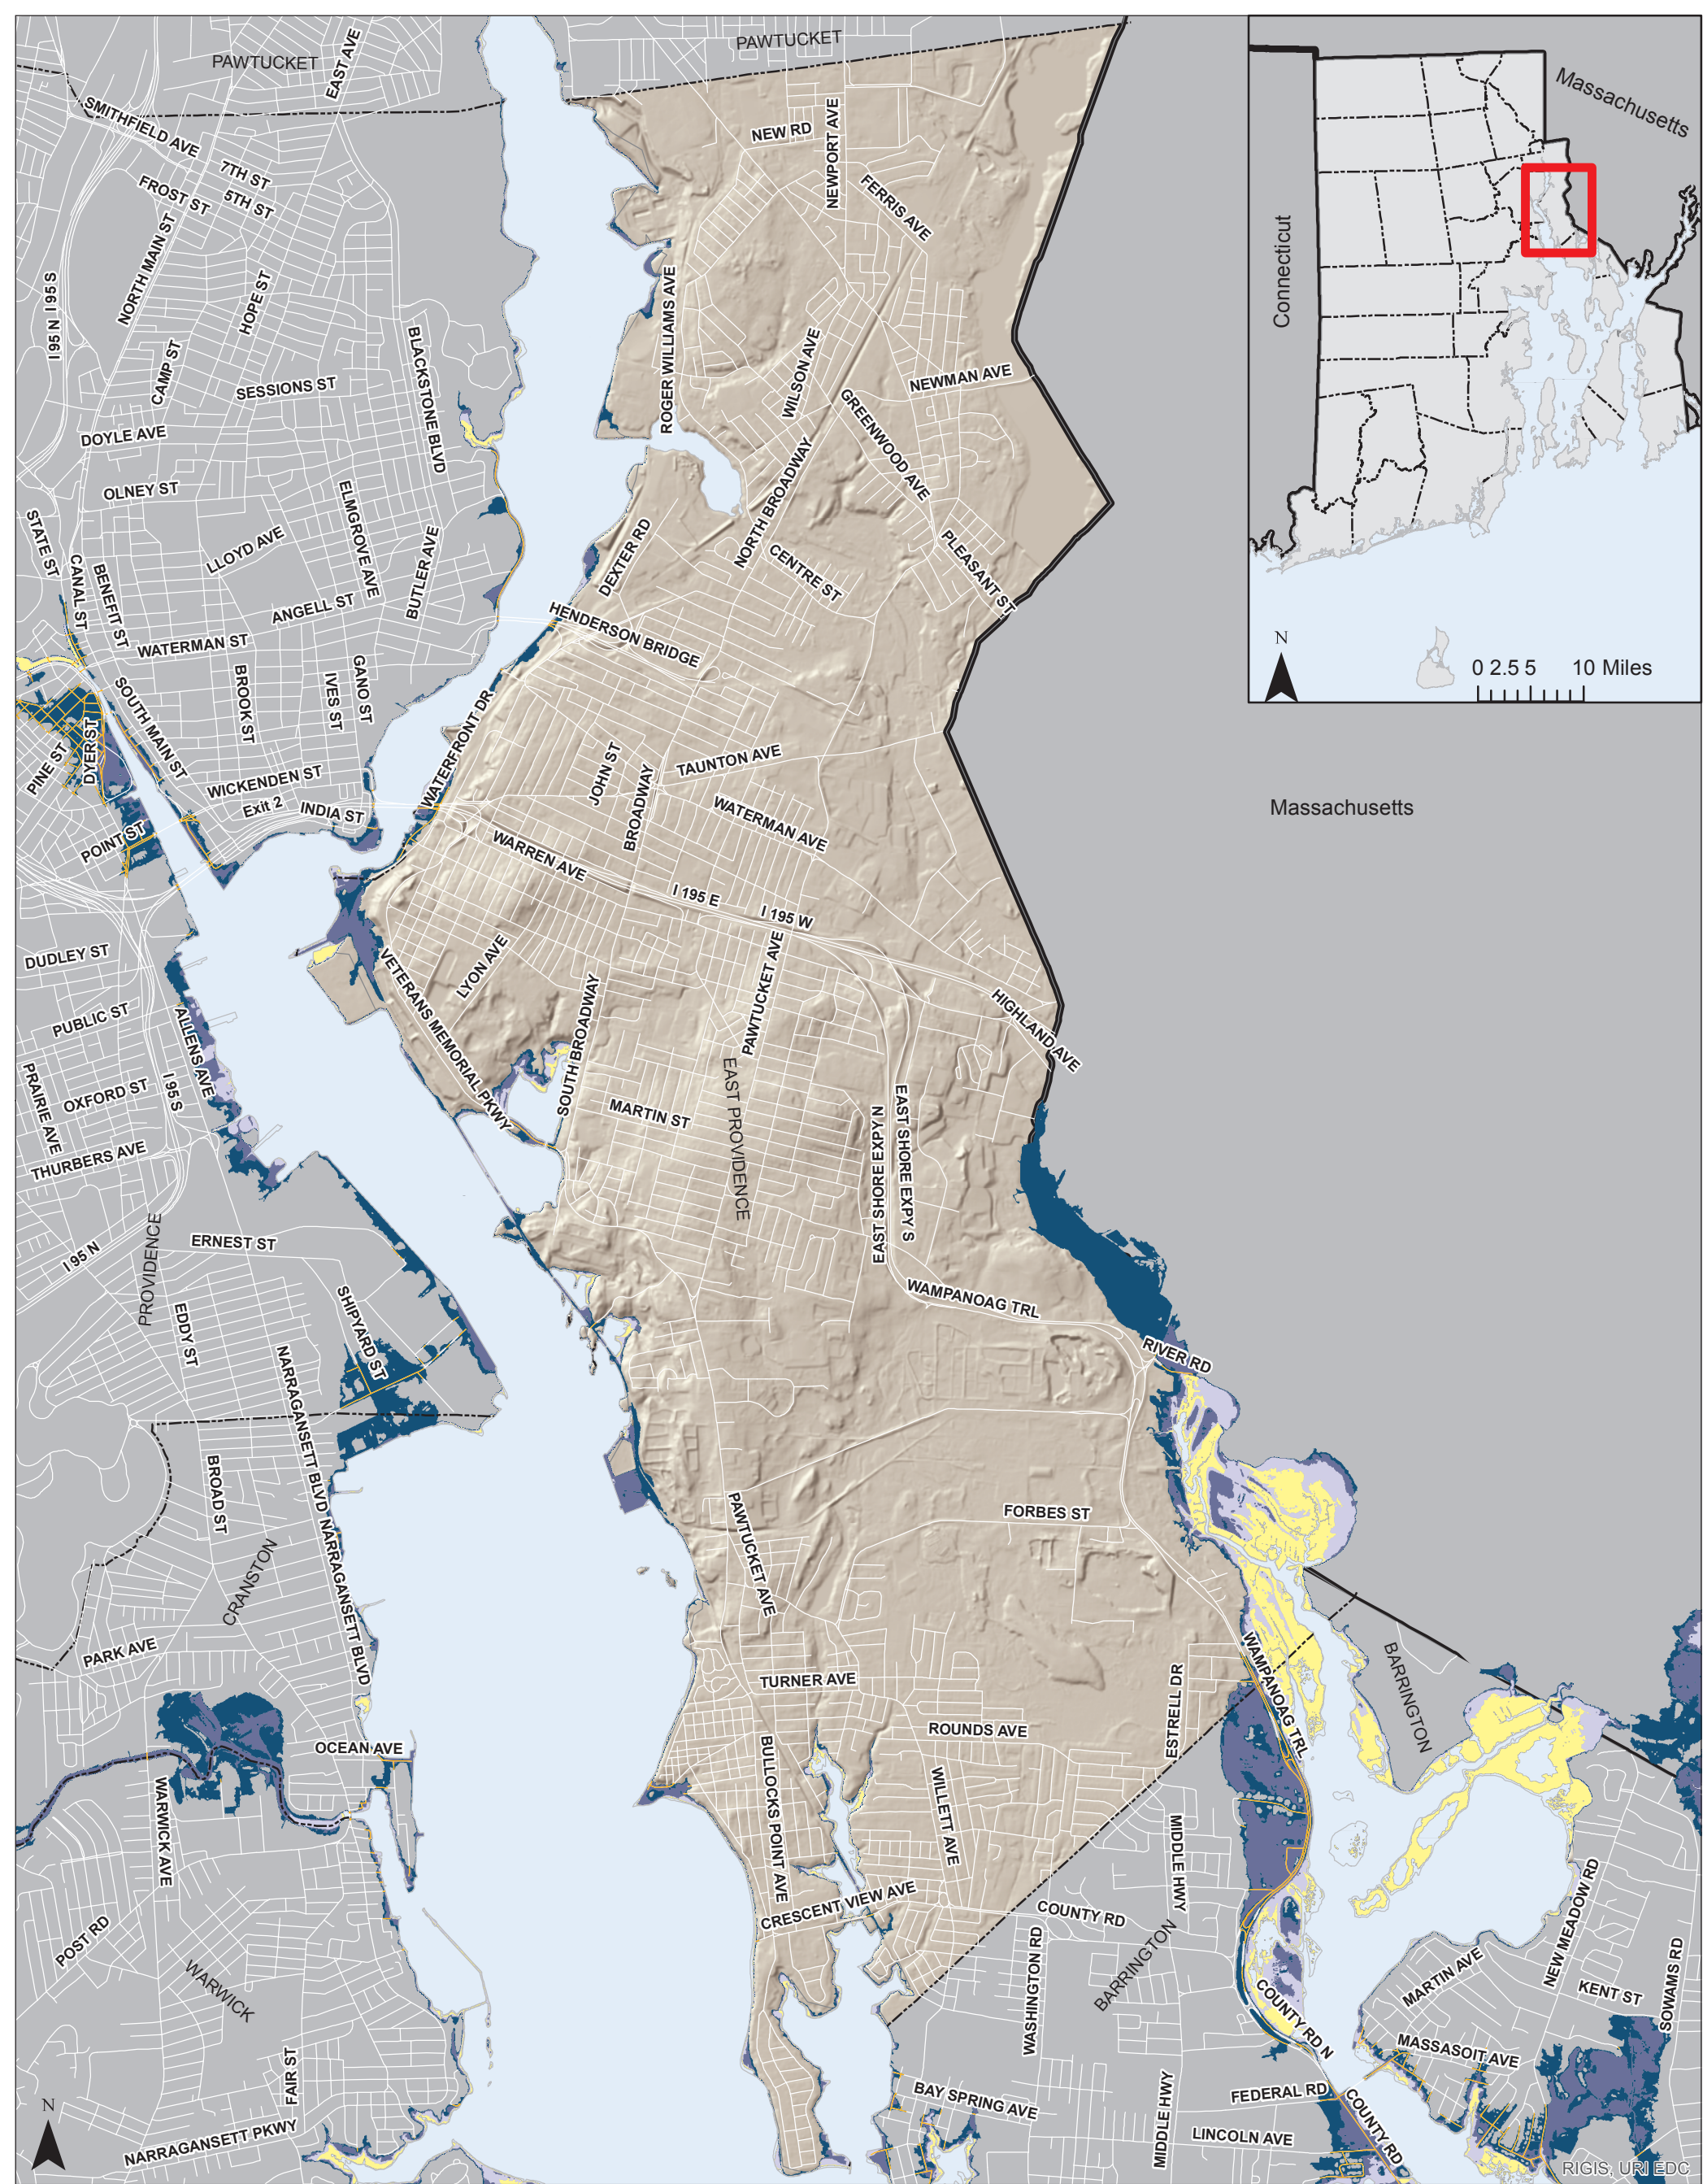 PAWTUCKET
EAST AVE
PAWTUCKET
Massachusetts
SMITHFIELD AVE
7TH ST
5TH ST
FROST ST
NEW RD
NEWPORT AVE
FERRIS AVE
NORTH MAIN ST
HOPE ST
I 95 N
I 95 S
CAMP ST
SESSIONS ST
BLACKSTONE BLVD
ROGER WILLIAMS AVE
WILSON AVE
NEWMAN AVE
GREENWOOD AVE
Connecticut
DOYLE AVE
OLNEY ST
ELMGROVE AVE
LLOYD AVE
BUTLER AVE
NORTH BROADWAY
DEXTER RD
CENTRE ST
PLEASANT ST
STATE ST
CANAL ST
BENEFIT ST
ANGELL ST
WATERMAN ST
HENDERSON BRIDGE
N
0 2.5 5 10 Miles
SOUTH MAIN ST
BROOK ST
IVES ST
GANO ST
WATERFRONT DR
PINE ST
DYER ST
WICKENDEN ST
Exit 2
INDIA ST
POINT ST
JOHN ST
BROADWAY
TAUNTON AVE
WATERMAN AVE
Massachusetts
WARREN AVE
I 195 E
I 195 W
DUDLEY ST
PUBLIC ST
ALLENS AVE
LYON AVE
VETERANS MEMORIAL PKWY
SOUTH BROADWAY
PAWTUCKET AVE
HIGHLAND AVE
PRAIRIE AVE
OXFORD ST
I 95 S
THURBERS AVE
MARTIN ST
EAST PROVIDENCE
EAST SHORE EXPY N
EAST SHORE EXPY S
PROVIDENCE
ERNEST ST
I 95 N
EDDY ST
SHIPYARD ST
WAMPANOAG TRL
RIVER RD
NARRAGANSETT BLVD
NARRAGANSETT BLVD
BROAD ST
CRANSTON
PAWTUCKET AVE
FORBES ST
PARK AVE
TURNER AVE
ESTRELL DR
WAMPANOAG TRL
BARRINGTON
ROUNDS AVE
OCEAN AVE
WARWICK AVE
BULLOCKS POINT AVE
WILLETT AVE
MIDDLE HWY
CRESCENT VIEW AVE
COUNTY RD
POST RD
WARWICK
WASHINGTON RD
BARRINGTON
COUNTY RD N
NEW MEADOW RD
MARTIN AVE
KENT ST
SOWAMS RD
MASSASOIT AVE
FAIR ST
N
NARRAGANSETT PKWY
BAY SPRING AVE
MIDDLE HWY
FEDERAL RD
COUNTY RD
LINCOLN AVE
RIGIS, URI EDC